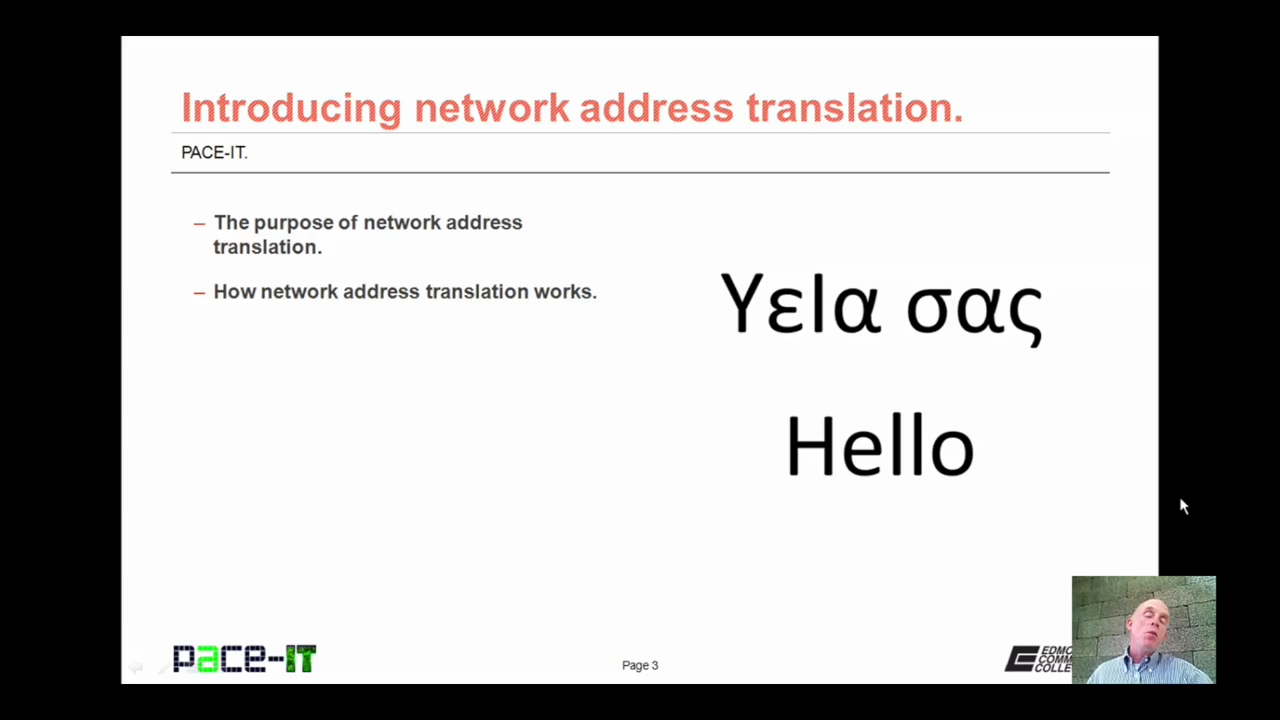 Introducing network address translation.
PACE-IT.
– The purpose of network address
translation.
– How network address translation works.
Υεlα σας
Hello
pace-IT
Page 3